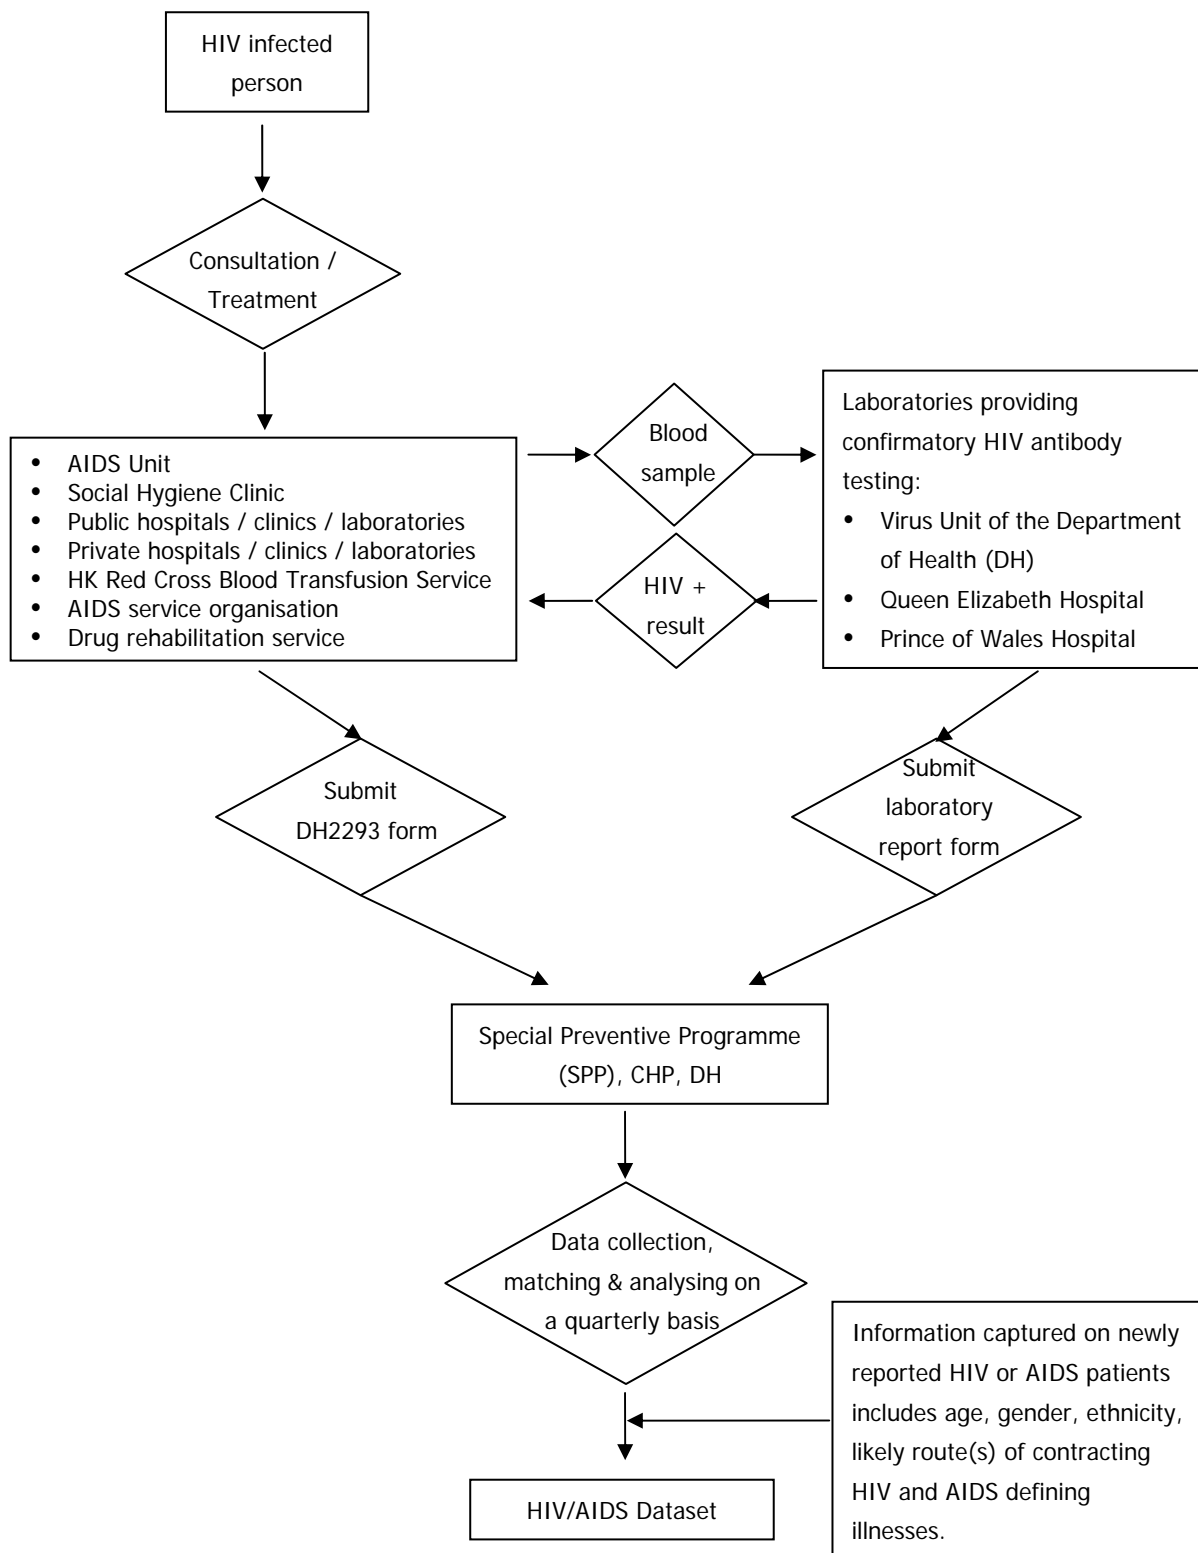 HIV infected
person
Consultation /
Treatment
• AIDS Unit
• Social Hygiene Clinic
• Public hospitals / clinics / laboratories
• Private hospitals / clinics / laboratories
• HK Red Cross Blood Transfusion Service
• AIDS service organisation
• Drug rehabilitation service
Blood
sample
HIV +
result
Laboratories providing
confirmatory HIV antibody
testing:
• Virus Unit of the Department
of Health (DH)
• Queen Elizabeth Hospital
• Prince of Wales Hospital
Submit
DH2293 form
Submit
laboratory
report form
Special Preventive Programme
(SPP), CHP, DH
Data collection,
matching & analysing on
a quarterly basis
Information captured on newly
reported HIV or AIDS patients
includes age, gender, ethnicity,
likely route(s) of contracting
HIV and AIDS defining
illnesses.
HIV/AIDS Dataset